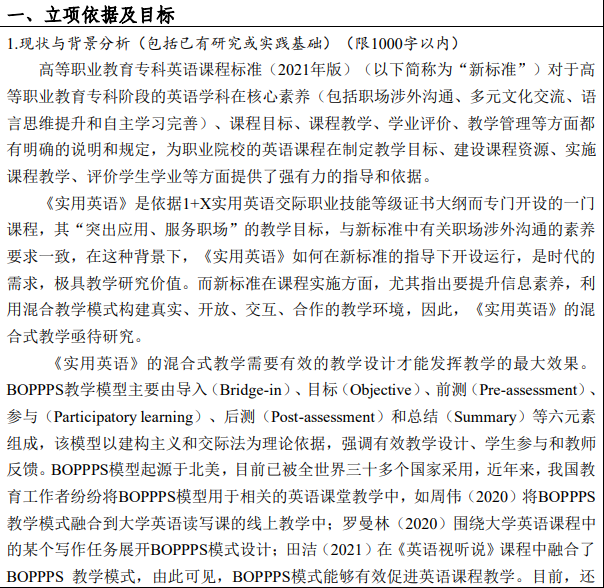 一、立项依据及目标
1.现状与背景分析（包括已有研究或实践基础）（限1000字以内）
高等职业教育专科英语课程标准（2021年版）（以下简称为“新标准”）对于高
等职业教育专科阶段的英语学科在核心素养（包括职场涉外沟通、多元文化交流、语
言思维提升和自主学习完善）、课程目标、课程教学、学业评价、教学管理等方面都
有明确的说明和规定，为职业院校的英语课程在制定教学目标、建设课程资源、实施
课程教学、评价学生学业等方面提供了强有力的指导和依据。
《实用英语》是依据1+X实用英语交际职业技能等级证书大纲而专门开设的一门
课程，其“突出应用、服务职场”的教学目标，与新标准中有关职场涉外沟通的素养
要求一致，在这种背景下，《实用英语》如何在新标准的指导下开设运行，是时代的
需求，极具教学研究价值。而新标准在课程实施方面，尤其指出要提升信息素养，利
用混合教学模式构建真实、开放、交互、合作的教学环境，因此，《实用英语》的混
合式教学亟待研究。
《实用英语》的混合式教学需要有效的教学设计才能发挥教学的最大效果。
BOPPPS教学模型主要由导入（Bridge-in）、目标（Objective）、前测（Pre-assessment）、
参与（Participatory learning）、后测（Post-assessment）和总结（Summary）等六元素
组成，该模型以建构主义和交际法为理论依据，强调有效教学设计、学生参与和教师
反馈。BOPPPS模型起源于北美，目前已被全世界三十多个国家采用，近年来，我国教
育工作者纷纷将BOPPPS模型用于相关的英语课堂教学中，如周伟（2020）将BOPPPS
教学模式融合到大学英语读写课的线上教学中；罗曼林（2020）围绕大学英语课程中
的某个写作任务展开BOPPPS模式设计；田洁（2021）在《英语视听说》课程中融合了
BOPPPS 教学模式，由此可见，BOPPPS模式能够有效促进英语课程教学。目前，还